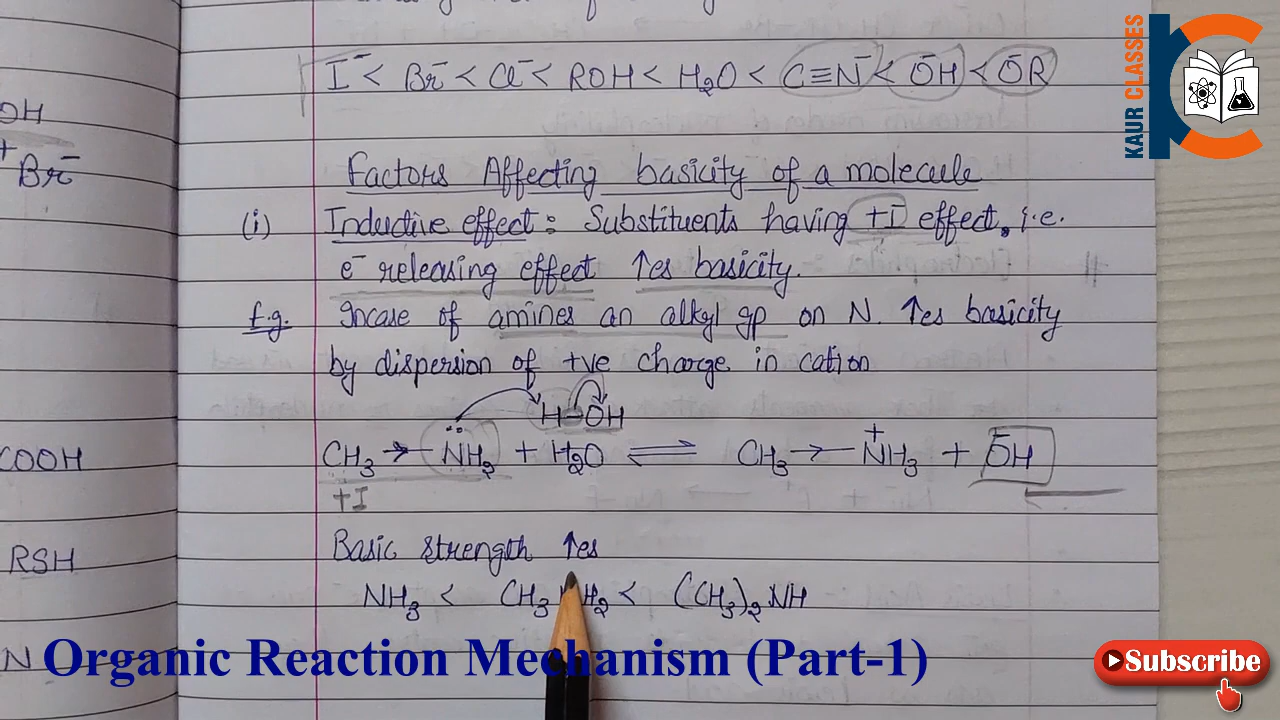 I⁻ < Br⁻ < Cl⁻ < ROH < H₂O < C≡N⁻ < ŌH < ŌR
KAUR CLASSES
OH
+ Br⁻
Factors Affecting basicity of a molecule
(i) Inductive effect: Substituents having +I effect, i.e.
e⁻ releasing effect ↑es basicity.
E.g. Incase of amines an alkyl gp on N. ↑es basicity
by dispersion of +ve charge in cation
H–OH
COOH
CH₃ → N̈H₂ + H₂O ⇌ CH₃ → N⁺H₃ + ŌH
+I
Basic strength ↑es
RSH
NH₃ < CH₃NH₂ < (CH₃)₂NH
N
Organic Reaction Mechanism (Part-1)
Subscribe